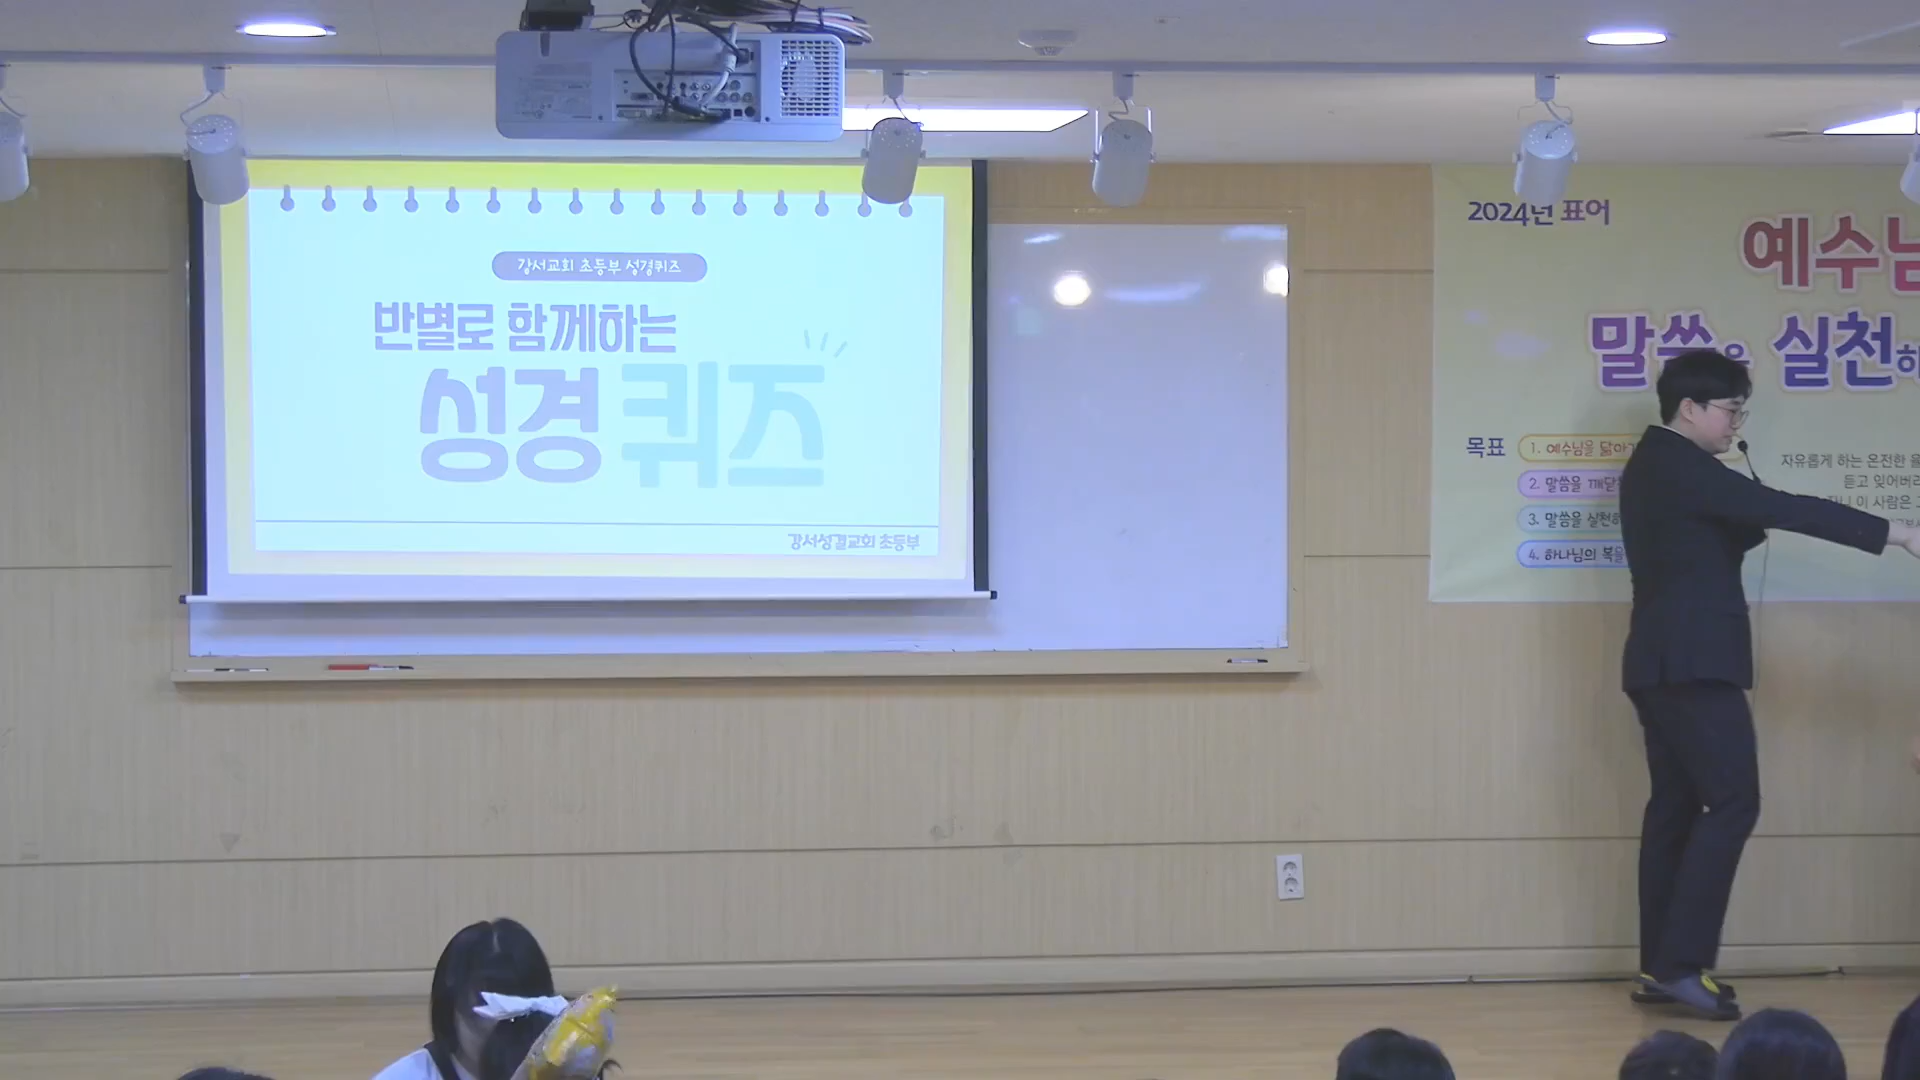 강서교회 초등부 성경퀴즈
반별로 함께하는
성경 퀴즈
강서성결교회 초등부
2024년 표어
예수님
말씀을 실천하
목표
1. 예수님을 닮아가
2. 말씀을 깨닫
3. 말씀을 실천하
4. 하나님의 복을
자유롭게 하는 온전한 율
듣고 잊어버리
이 사람은